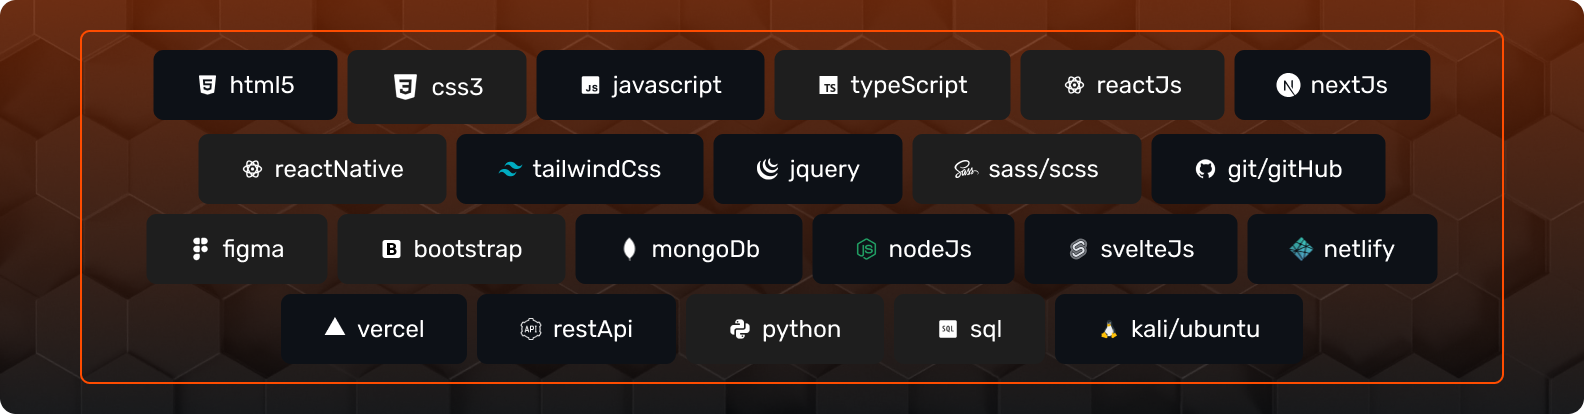 html5 css3 javascript typeScript reactJs nextJs
reactNative tailwindCss jquery sass/scss git/gitHub
figma bootstrap mongoDb nodeJs svelteJs netlify
vercel restApi python sql kali/ubuntu